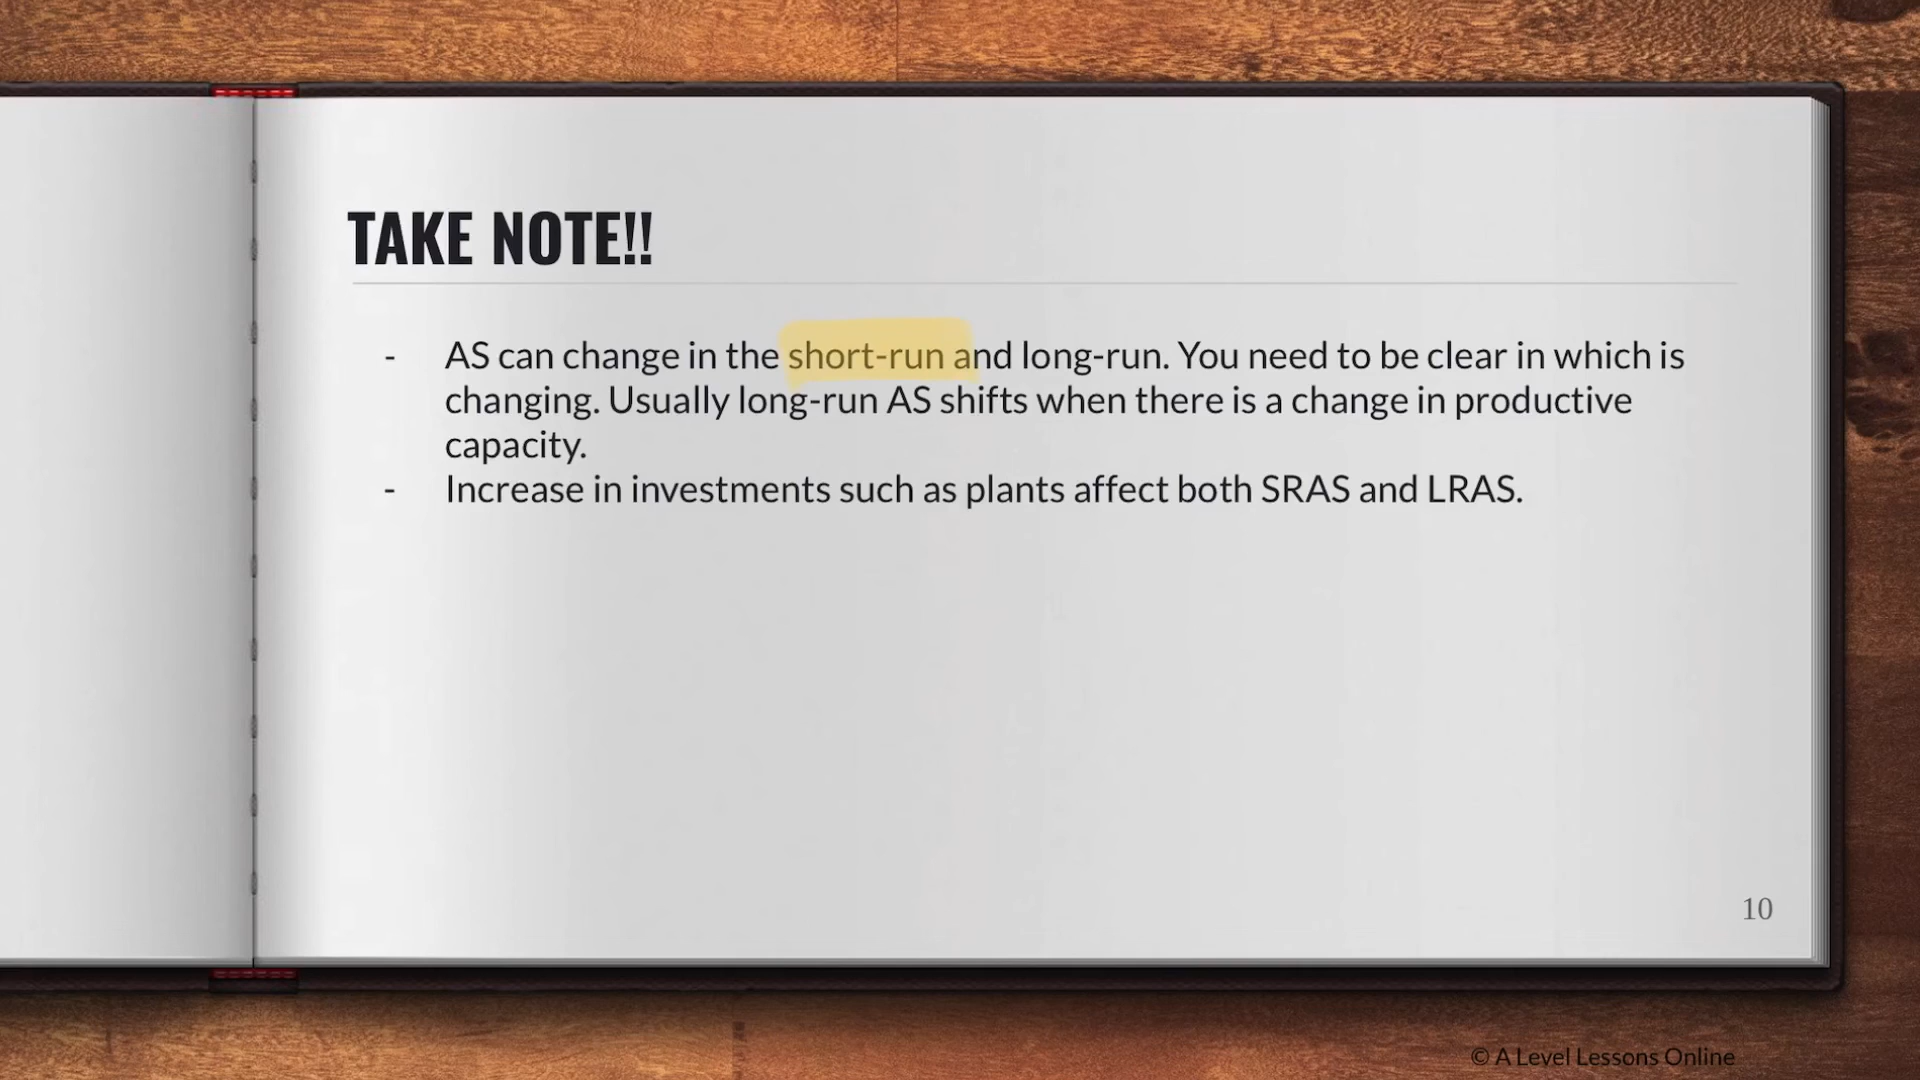 TAKE NOTE!!
- AS can change in the short-run and long-run. You need to be clear in which is
changing. Usually long-run AS shifts when there is a change in productive
capacity.
- Increase in investments such as plants affect both SRAS and LRAS.
10
© A Level Lessons Online